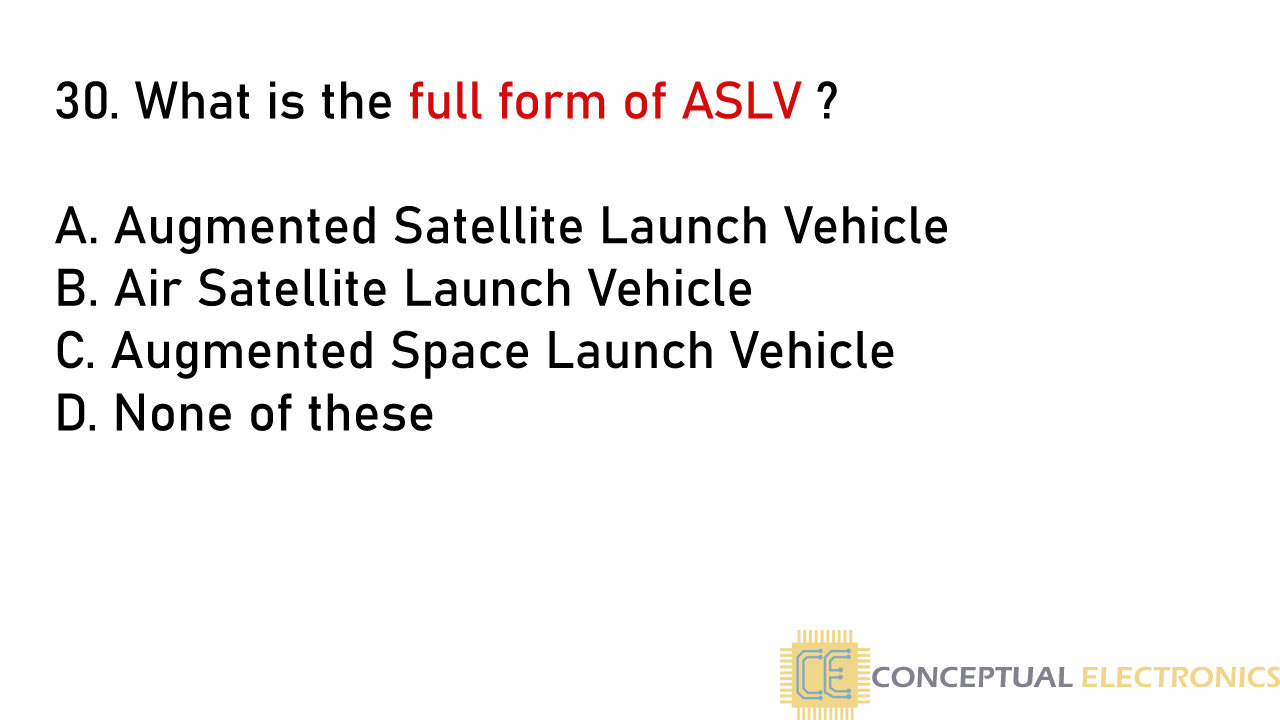 30. What is the full form of ASLV ?
A. Augmented Satellite Launch Vehicle
B. Air Satellite Launch Vehicle
C. Augmented Space Launch Vehicle
D. None of these
CE CONCEPTUAL ELECTRONICS